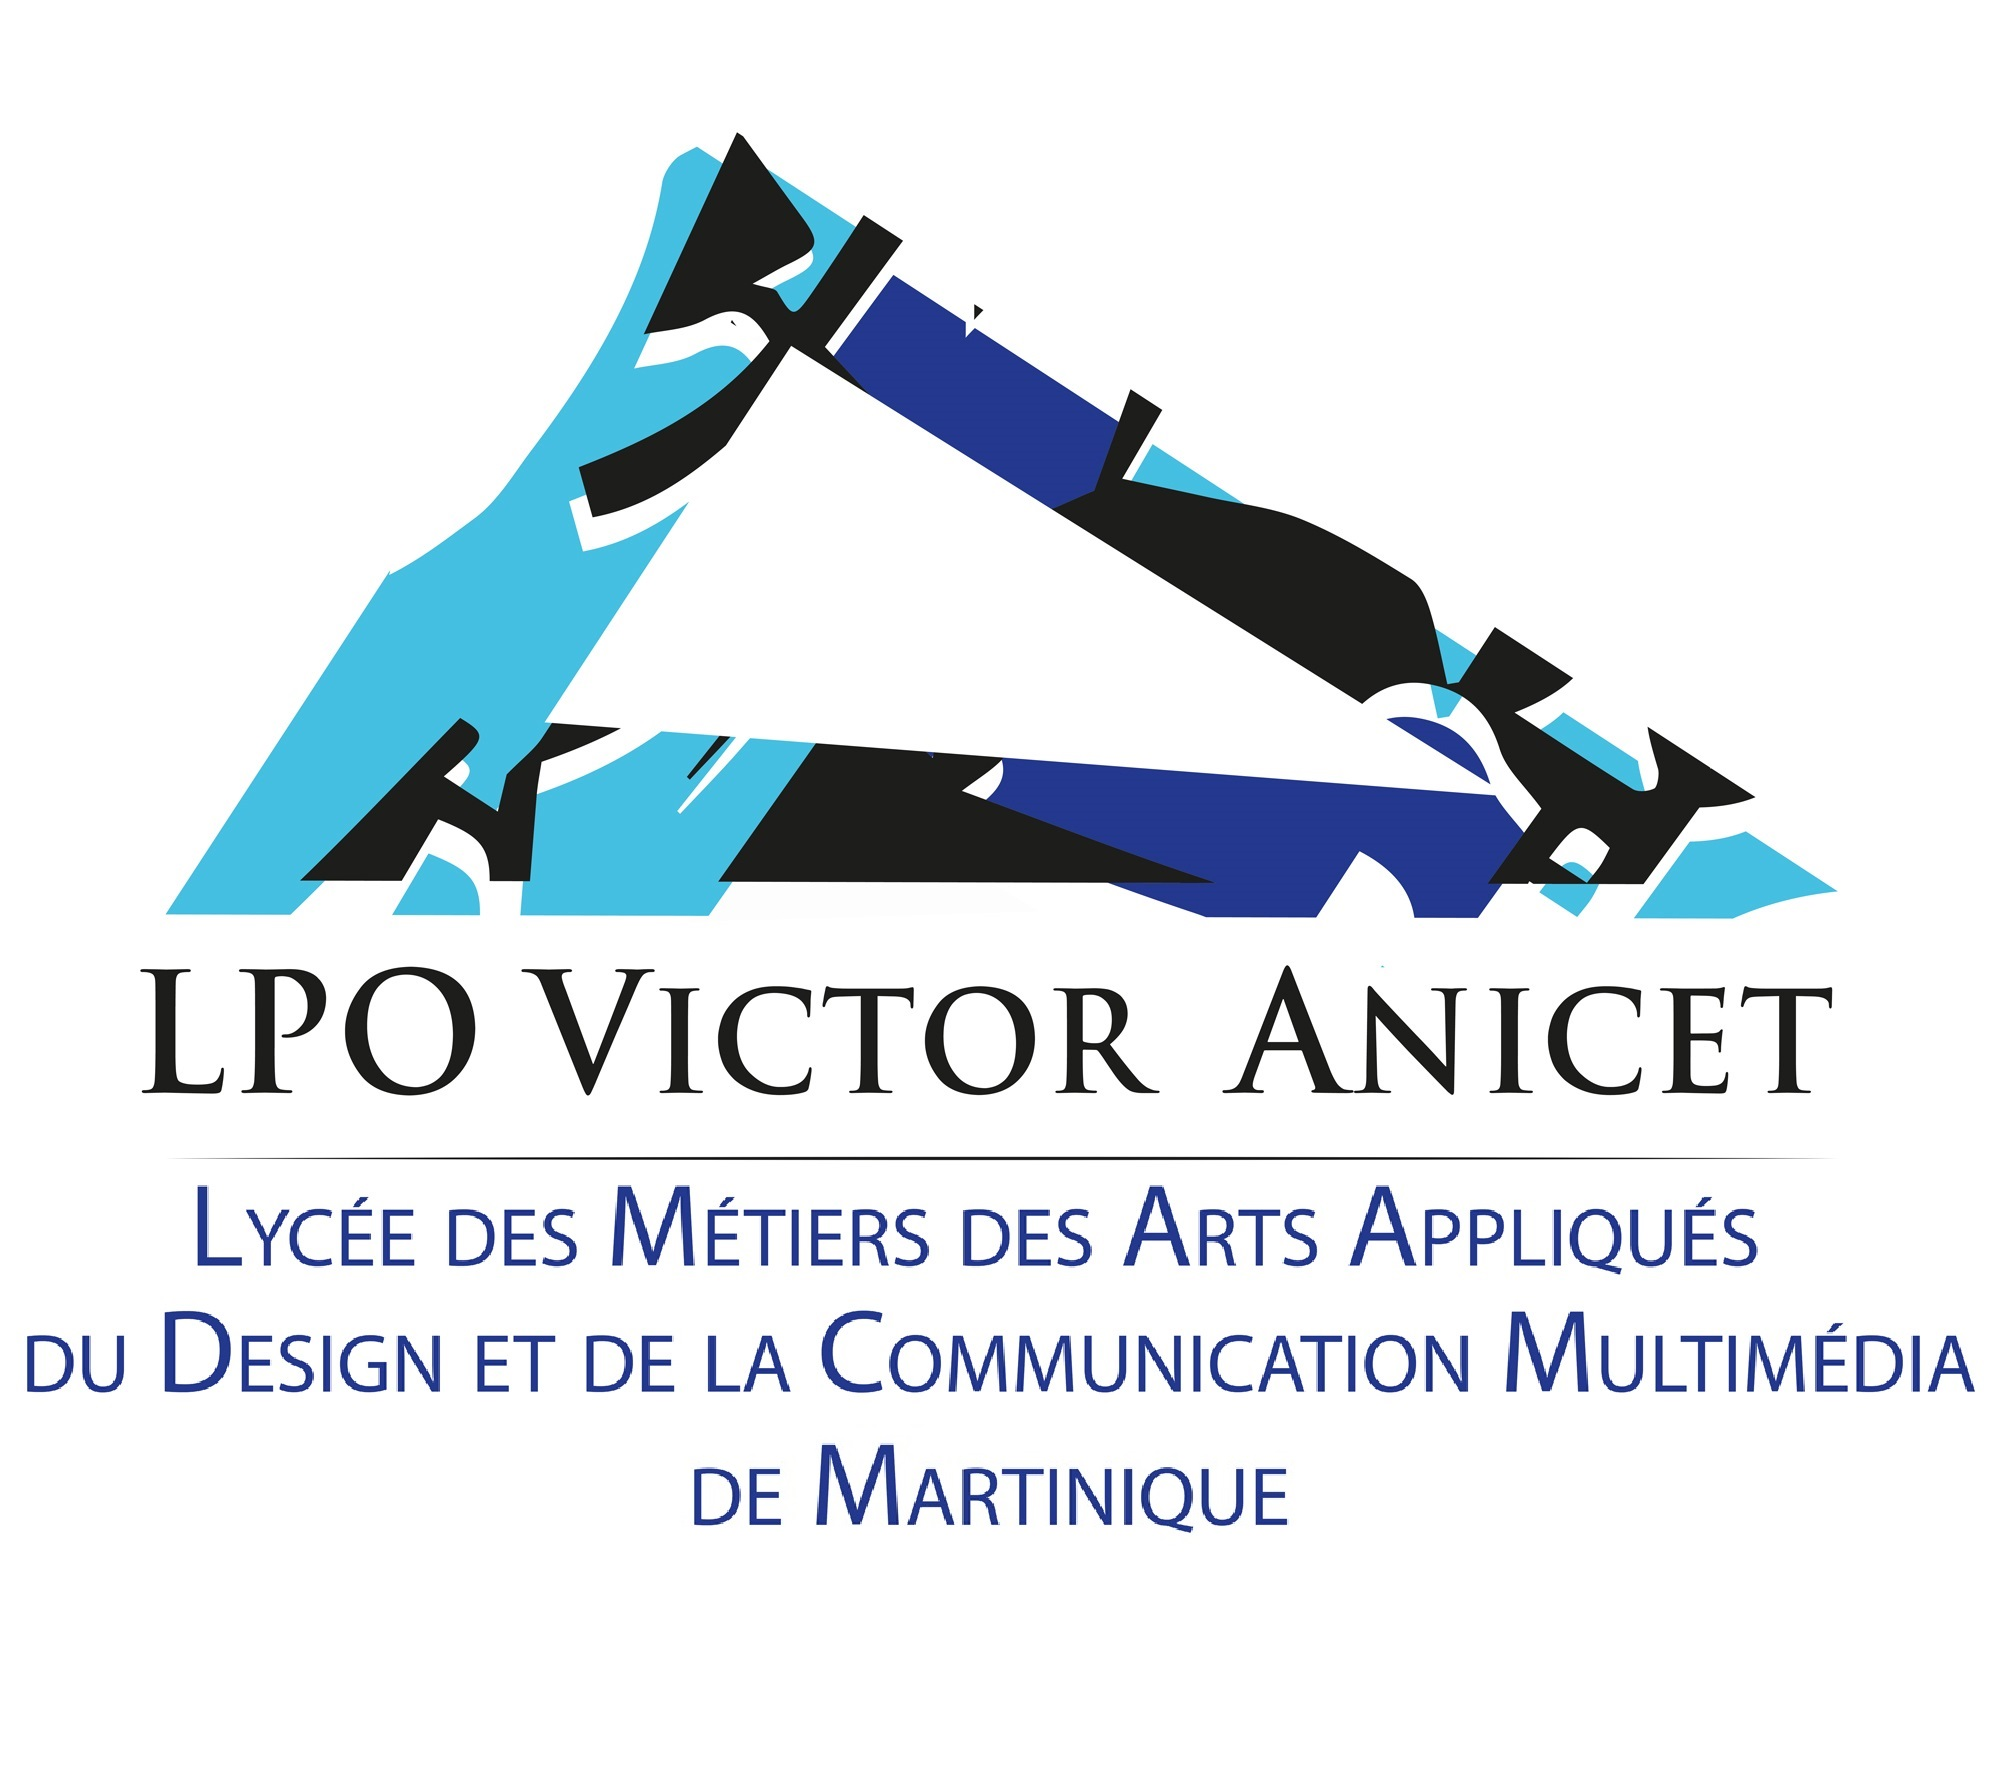 LPO VICTOR ANICET
LYCÉE DES MÉTIERS DES ARTS APPLIQUÉS
DU DESIGN ET DE LA COMMUNICATION MULTIMÉDIA
DE MARTINIQUE